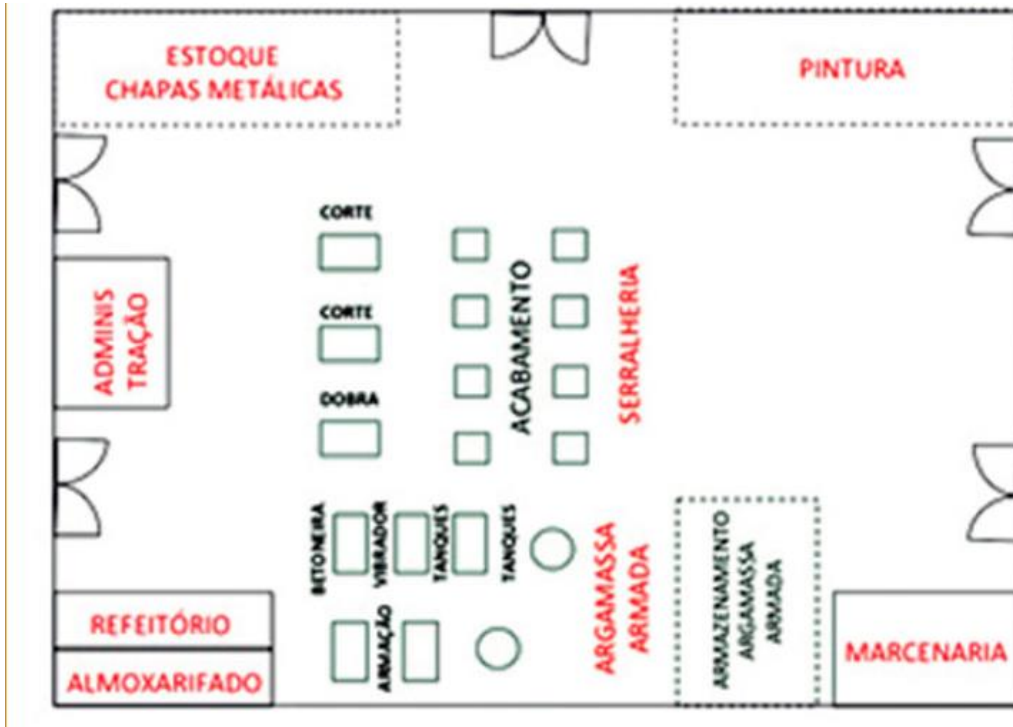 ESTOQUE
CHAPAS METÁLICAS
PINTURA
CORTE
CORTE
DOBRA
ADMINIS
TRAÇÃO
ACABAMENTO
SERRALHERIA
BETONEIRA
VIBRADOR
TANQUES
TANQUES
ARGAMASSA
ARMADA
ARMAZENAMENTO
ARGAMASSA
ARMADA
ARMAÇÃO
REFEITÓRIO
ALMOXARIFADO
MARCENARIA